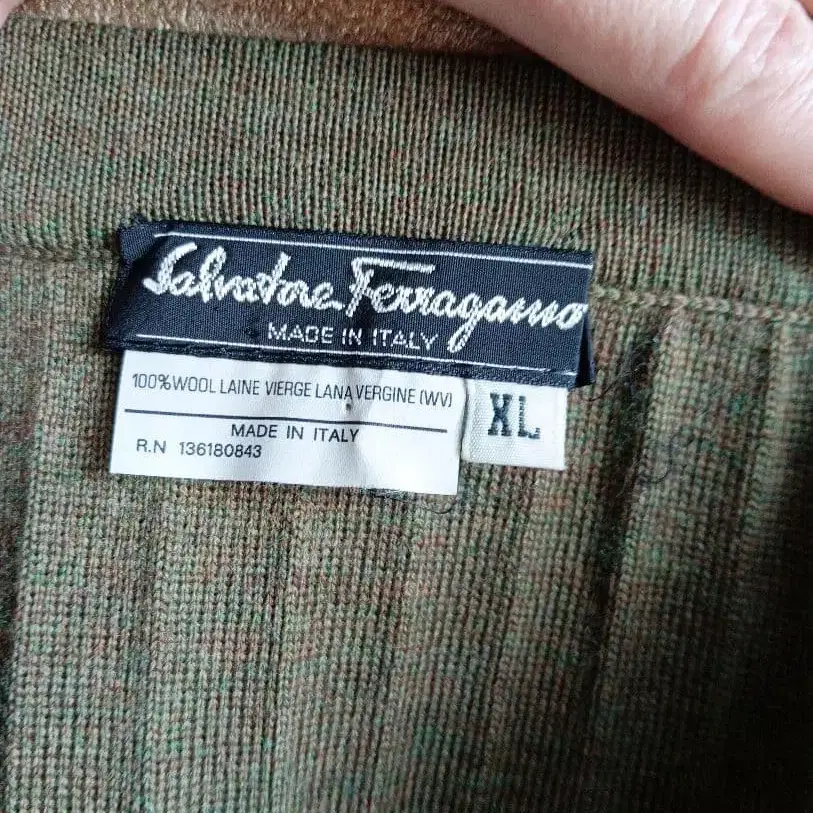 Salvatore Ferragamo
MADE IN ITALY
100%WOOL LAINE VIERGE LANA VERGINE (WV)
XL
MADE IN ITALY
R.N 136180843